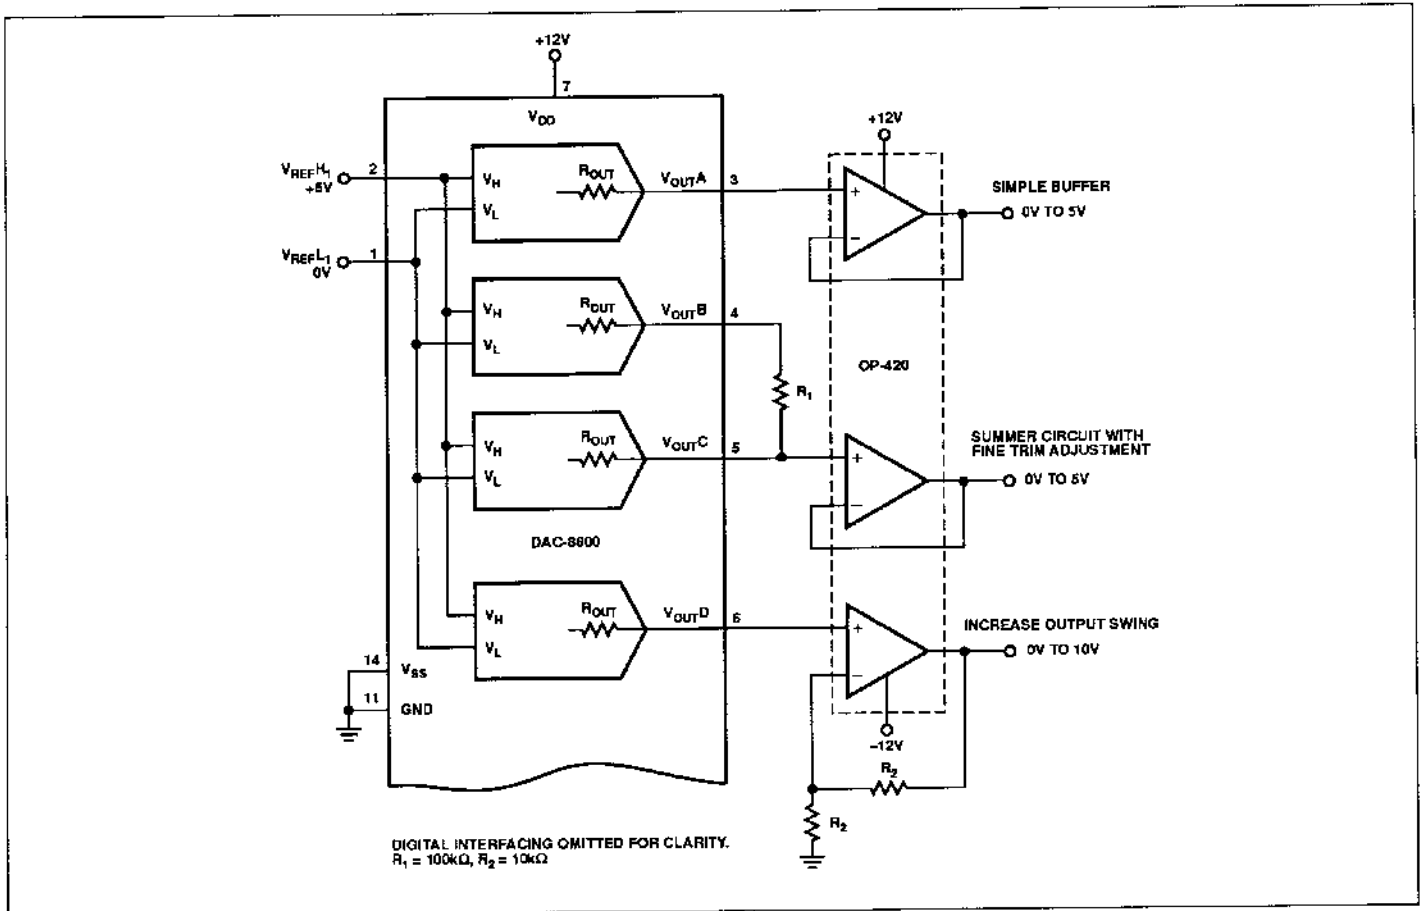 +12V
7
VDD
+12V
VREFH1
+5V
2
VH
ROUT
VOUTA
3
+
SIMPLE BUFFER
0V TO 5V
VL
−
VREFL1
0V
1
VH
ROUT
VOUTB
4
VL
OP-420
R1
VH
ROUT
VOUTC
5
+
SUMMER CIRCUIT WITH
FINE TRIM ADJUSTMENT
0V TO 5V
VL
−
DAC-8800
VH
ROUT
VOUTD
6
+
INCREASE OUTPUT SWING
0V TO 10V
VL
−
14
VSS
11
GND
−12V
R2
R2
DIGITAL INTERFACING OMITTED FOR CLARITY.
R1 = 100kΩ, R2 = 10kΩ